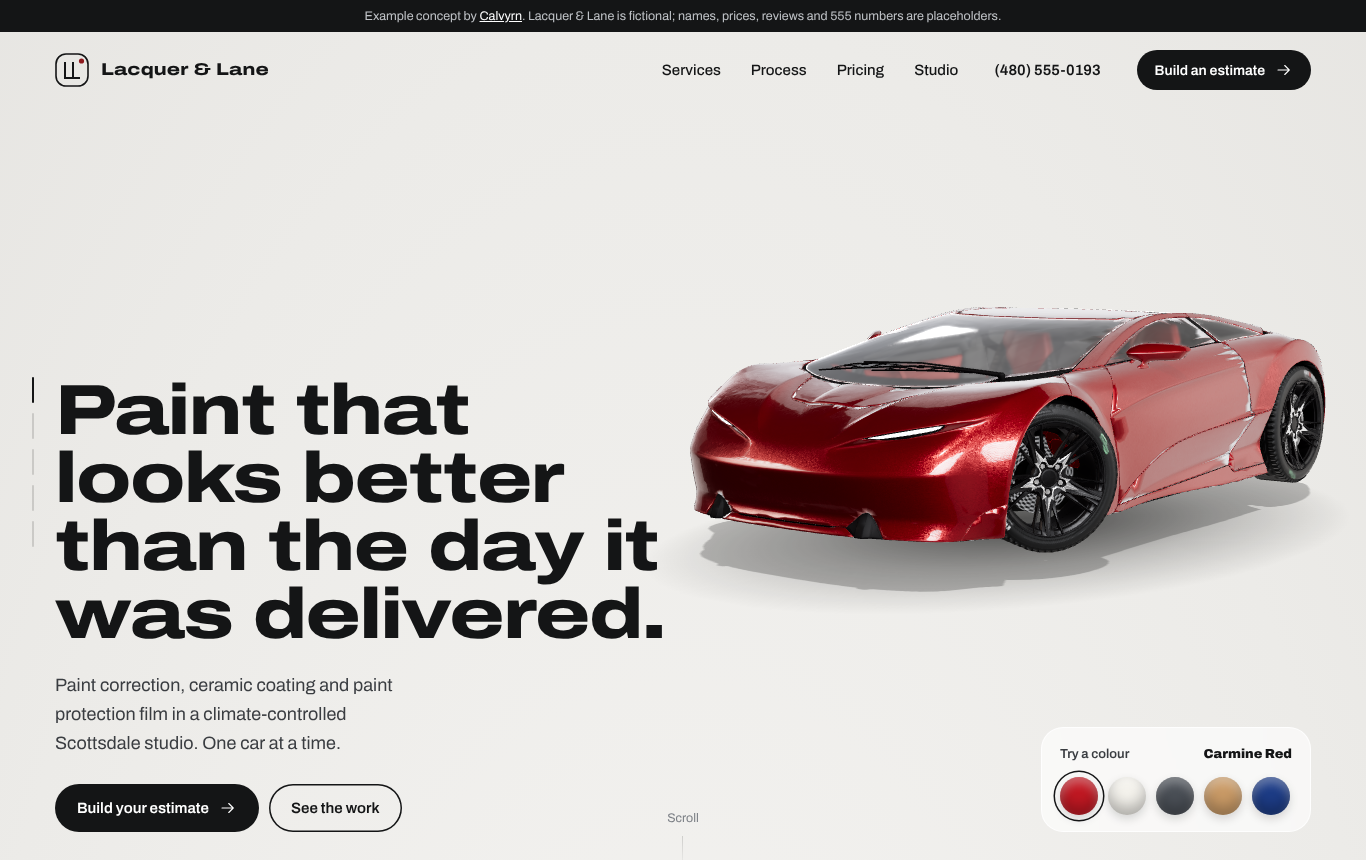 Example concept by Calvyrn. Lacquer & Lane is fictional; names, prices, reviews and 555 numbers are placeholders.
Lacquer & Lane
Services
Process
Pricing
Studio
(480) 555-0193
Build an estimate
Paint that
looks better
than the day it
was delivered.
Paint correction, ceramic coating and paint
protection film in a climate-controlled
Scottsdale studio. One car at a time.
Build your estimate
See the work
Scroll
Try a colour
Carmine Red